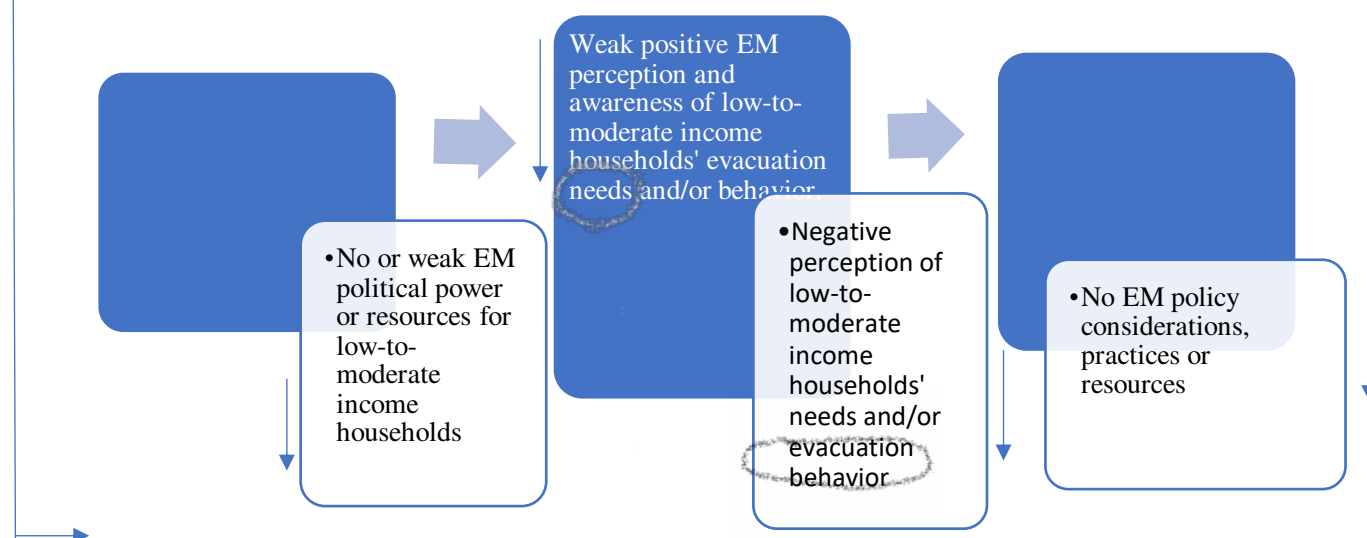 •No or weak EM
political power
or resources for
low-to-
moderate
income
households
Weak positive EM
perception and
awareness of low-to-
moderate income
households' evacuation
needs and/or behavior.
•Negative
perception of
low-to-
moderate
income
households'
needs and/or
evacuation
behavior
•No EM policy
considerations,
practices or
resources